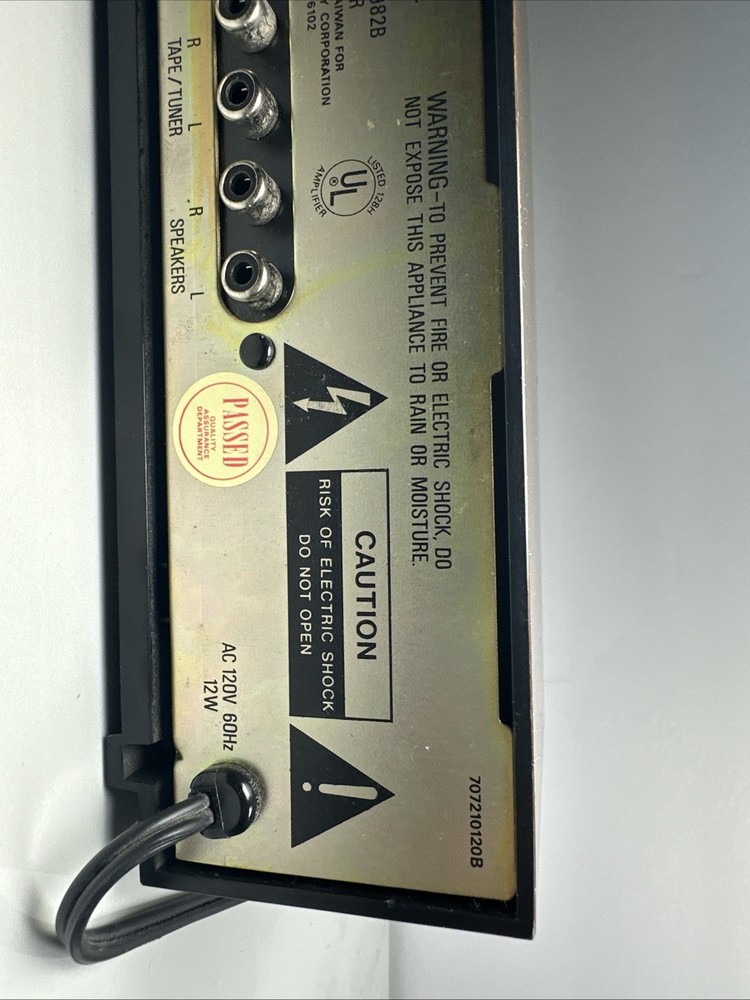 982B
R
AIWAN FOR
Y CORPORATION
6102
R L
TAPE/TUNER
R L
SPEAKERS
LISTED 128H
UL
®
AMPLIFIER
WARNING–TO PREVENT FIRE OR ELECTRIC SHOCK, DO
NOT EXPOSE THIS APPLIANCE TO RAIN OR MOISTURE.
PASSED
QUALITY
ASSURANCE
DEPARTMENT
CAUTION
RISK OF ELECTRIC SHOCK
DO NOT OPEN
!
AC 120V 60Hz
12W
707210120B